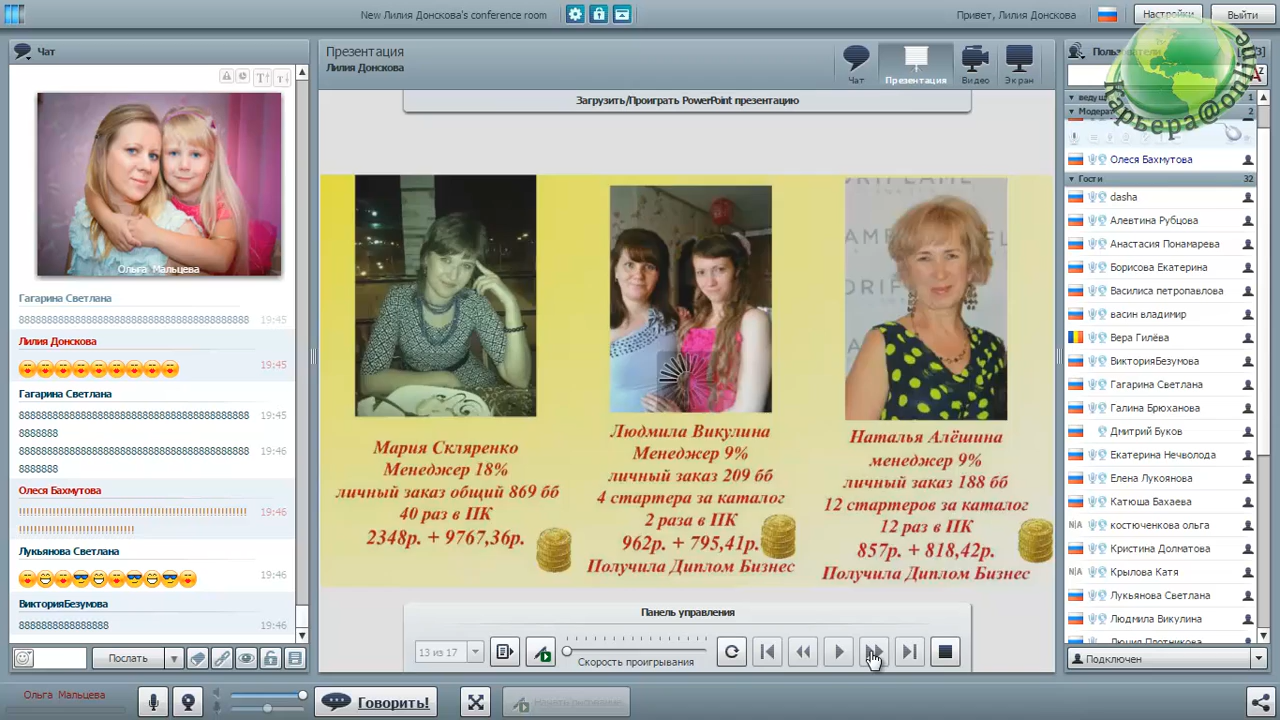 New Лилия Донскова's conference room
Привет, Лилия Донскова
Настройки
Выйти
Чат
Ольга Мальцева
Гагарина Светлана
888888888888888888888888888888888888 19:45
Лилия Донскова
19:45
Гагарина Светлана
888888888888888888888888888888888888 19:45
8888888
888888888888888888888888888888888888
8888888
Олеся Бахмутова
19:46
Лукьянова Светлана
19:46
ВикторияБезумова
88888888888888 19:46
Послать
Презентация
Лилия Донскова
Чат
Презентация
Видео
Экран
Загрузить/Проиграть PowerPoint презентацию
ORIFLAME
Мария Скляренко
Менеджер 18%
личный заказ общий 869 бб
40 раз в ПК
2348р. + 9767,36р.
Людмила Викулина
Менеджер 9%
личный заказ 209 бб
4 стартера за каталог
2 раза в ПК
962р. + 795,41р.
Получила Диплом Бизнес
Наталья Алёшина
менеджер 9%
личный заказ 188 бб
12 стартеров за каталог
12 раз в ПК
857р. + 818,42р.
Получила Диплом Бизнес
Панель управления
13 из 17
Скорость проигрывания
карьера@online
2
Олеся Бахмутова
Гости 32
dasha
Алевтина Рубцова
Анастасия Понамарева
Борисова Екатерина
Василиса петропавлова
васин владимир
Вера Гилёва
ВикторияБезумова
Гагарина Светлана
Галина Брюханова
Дмитрий Буков
Екатерина Нечволода
Елена Лукоянова
Катюша Бахаева
N/A костюченкова ольга
Кристина Долматова
N/A Крылова Катя
Лукьянова Светлана
Людмила Викулина
Подключен
Ольга Мальцева
Говорить!